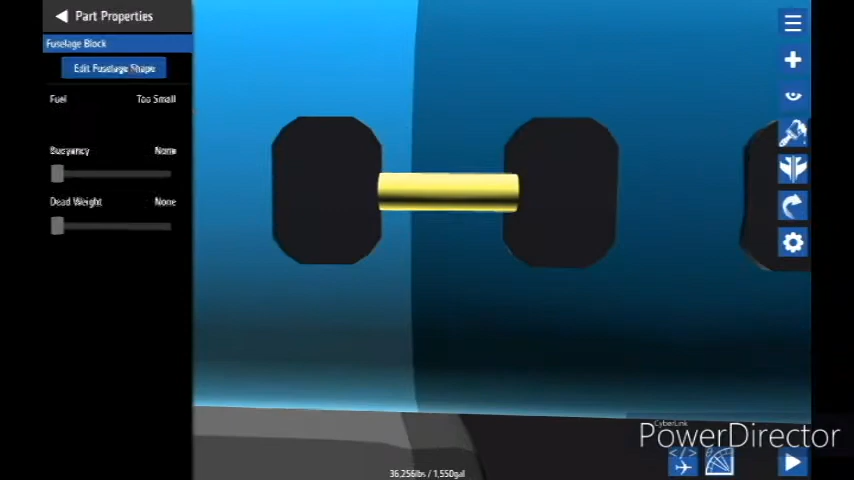 Part Properties
Fuselage Block
Edit Fuselage Shape
Fuel Too Small
Buoyancy None
Dead Weight None
CyberLink
PowerDirector
36,256lbs / 1,550gal